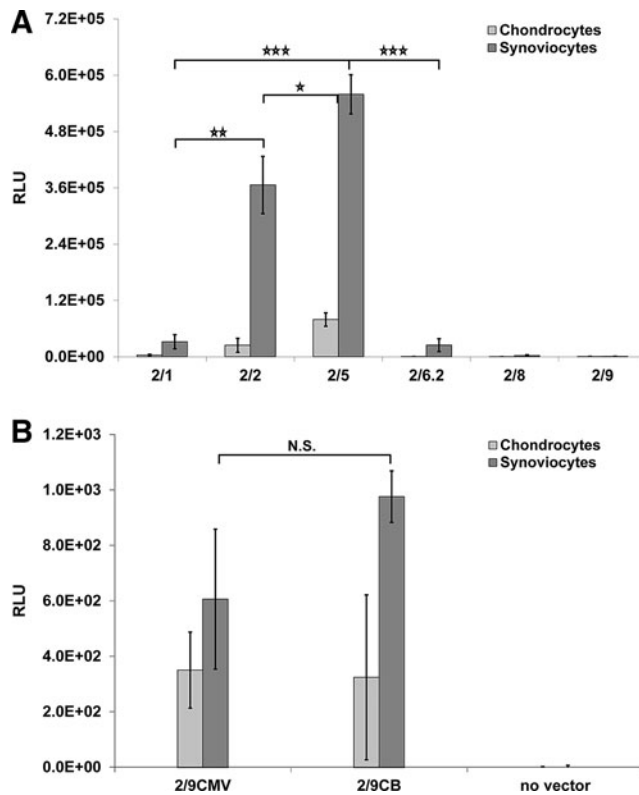 A
7.2E+05
6.0E+05
4.8E+05
3.6E+05
2.4E+05
1.2E+05
0.0E+00
RLU
Chondrocytes
Synoviocytes
2/1 2/2 2/5 2/6.2 2/8 2/9
B
1.2E+03
1.0E+03
8.0E+02
6.0E+02
4.0E+02
2.0E+02
0.0E+00
RLU
N.S.
Chondrocytes
Synoviocytes
2/9CMV 2/9CB no vector